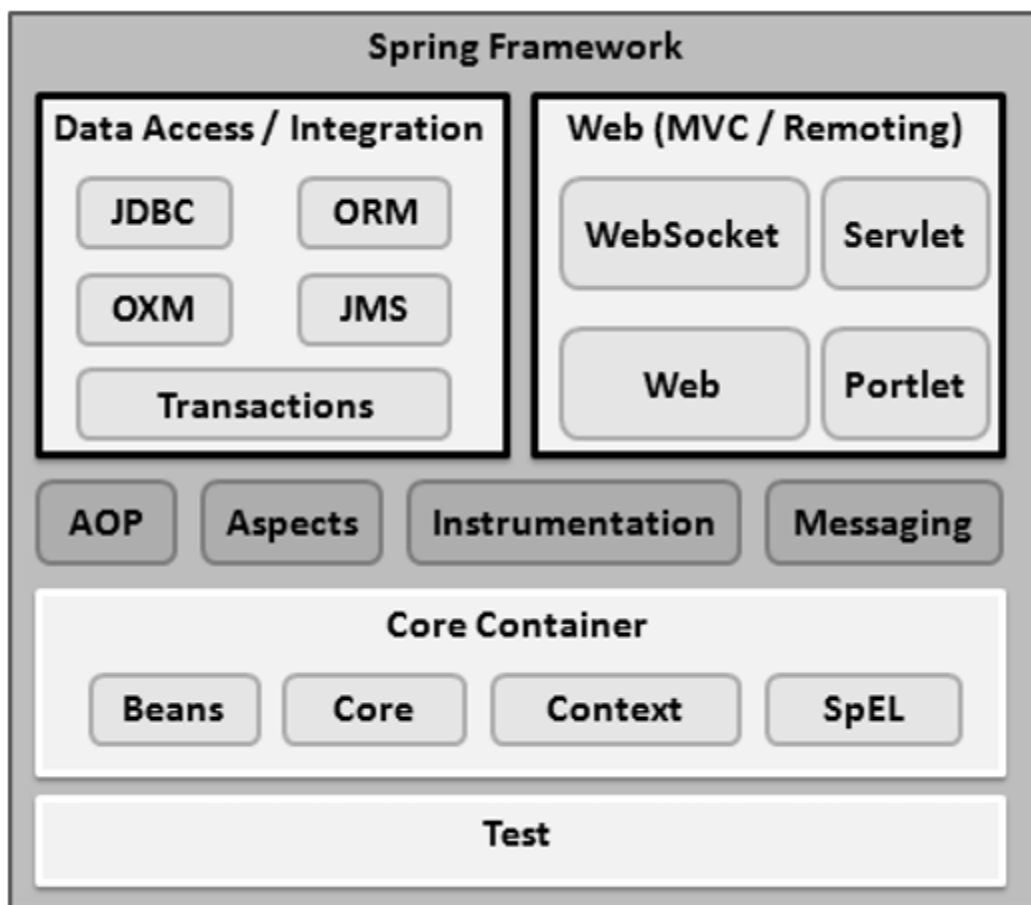 Spring Framework
Data Access / Integration
JDBC
ORM
OXM
JMS
Transactions
Web (MVC / Remoting)
WebSocket
Servlet
Web
Portlet
AOP
Aspects
Instrumentation
Messaging
Core Container
Beans
Core
Context
SpEL
Test